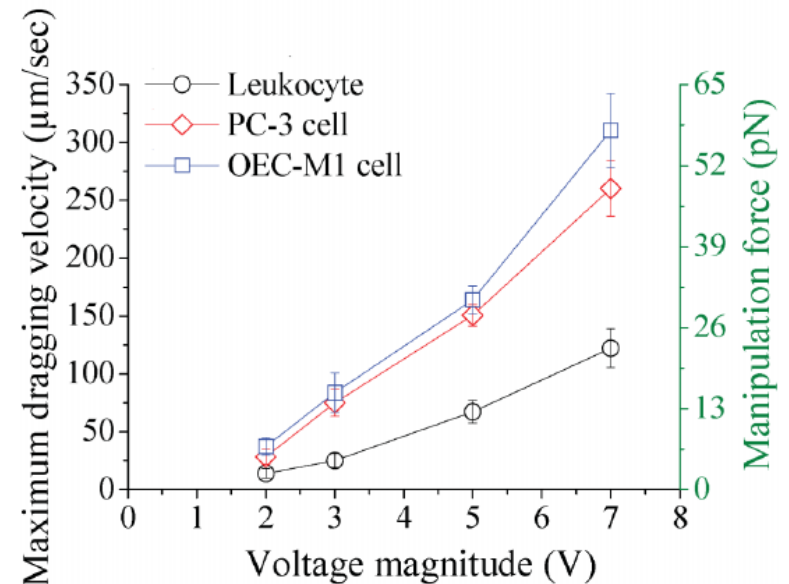 Maximum dragging velocity (μm/sec)
350
300
250
200
150
100
50
0
Leukocyte
PC-3 cell
OEC-M1 cell
65
52
39
26
13
0
Manipulation force (pN)
0 1 2 3 4 5 6 7 8
Voltage magnitude (V)